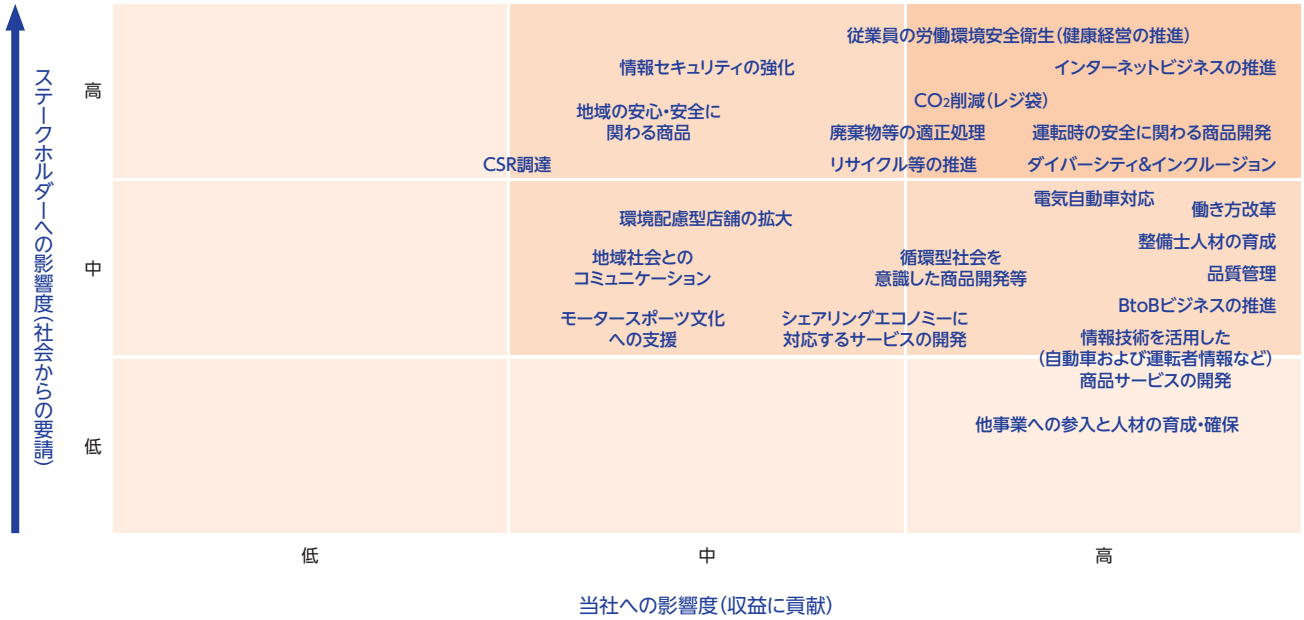 ステークホルダーへの影響度(社会からの要請)
高
中
低
従業員の労働環境安全衛生(健康経営の推進)
情報セキュリティの強化
インターネットビジネスの推進
CO₂削減(レジ袋)
地域の安心・安全に
関わる商品
廃棄物等の適正処理
運転時の安全に関わる商品開発
CSR調達
リサイクル等の推進
ダイバーシティ&インクルージョン
電気自動車対応
働き方改革
環境配慮型店舗の拡大
整備士人材の育成
地域社会との
コミュニケーション
循環型社会を
意識した商品開発等
品質管理
BtoBビジネスの推進
モータースポーツ文化
への支援
シェアリングエコノミーに
対応するサービスの開発
情報技術を活用した
(自動車および運転者情報など)
商品サービスの開発
他事業への参入と人材の育成・確保
低
中
高
当社への影響度(収益に貢献)